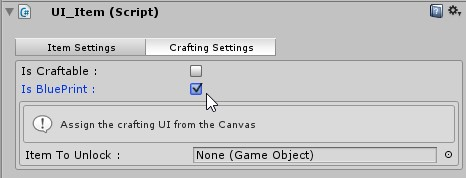 UI_Item (Script)
Item Settings Crafting Settings
Is Craftable :
Is BluePrint :
Assign the crafting UI from the Canvas
Item To Unlock : None (Game Object)